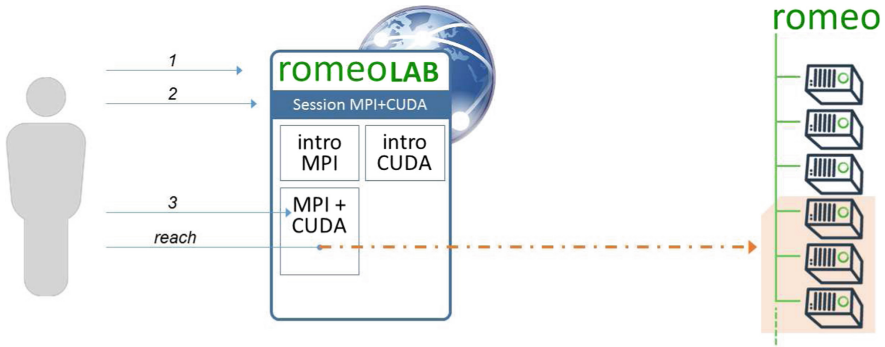 romeo
1
romeoLAB
2
Session MPI+CUDA
intro
MPI
intro
CUDA
3
MPI +
CUDA
reach